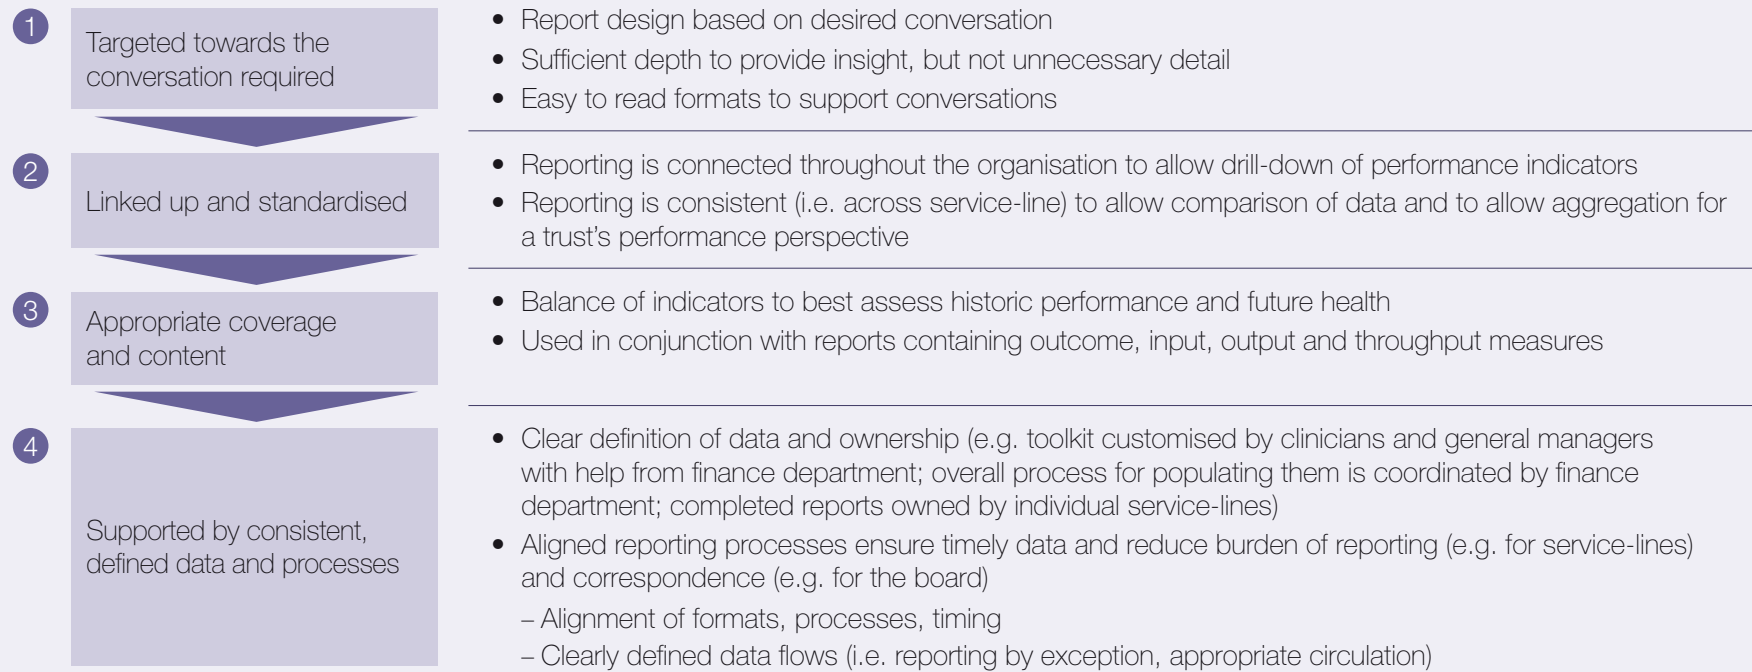 1
Targeted towards the
conversation required
• Report design based on desired conversation
• Sufficient depth to provide insight, but not unnecessary detail
• Easy to read formats to support conversations
2
Linked up and standardised
• Reporting is connected throughout the organisation to allow drill-down of performance indicators
• Reporting is consistent (i.e. across service-line) to allow comparison of data and to allow aggregation for
a trust's performance perspective
3
Appropriate coverage
and content
• Balance of indicators to best assess historic performance and future health
• Used in conjunction with reports containing outcome, input, output and throughput measures
4
Supported by consistent,
defined data and processes
• Clear definition of data and ownership (e.g. toolkit customised by clinicians and general managers
with help from finance department; overall process for populating them is coordinated by finance
department; completed reports owned by individual service-lines)
• Aligned reporting processes ensure timely data and reduce burden of reporting (e.g. for service-lines)
and correspondence (e.g. for the board)
– Alignment of formats, processes, timing
– Clearly defined data flows (i.e. reporting by exception, appropriate circulation)